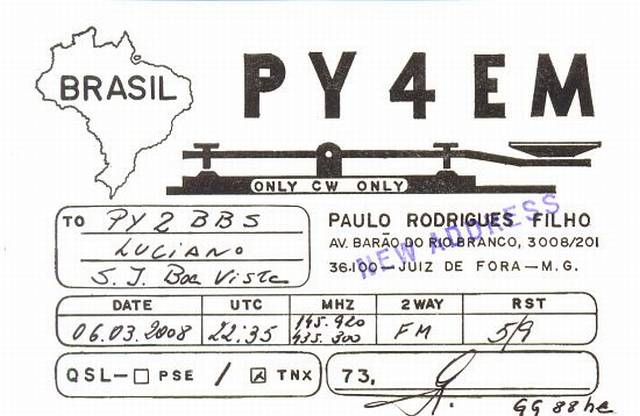 BRASIL
PY4EM
ONLY CW ONLY
TO PY2BBS
LUCiANO
S. J. Boa Vista
PAULO RODRIGUES FILHO
AV. BARÃO DO RIO BRANCO, 3008/201
36.100 — JUIZ DE FORA — M. G.
NEW ADDRESS
DATE UTC MHZ 2WAY RST
06.03.2008 22:35 145.920 FM 5/9
435.300
QSL — PSE / TNX
73,
GG 88